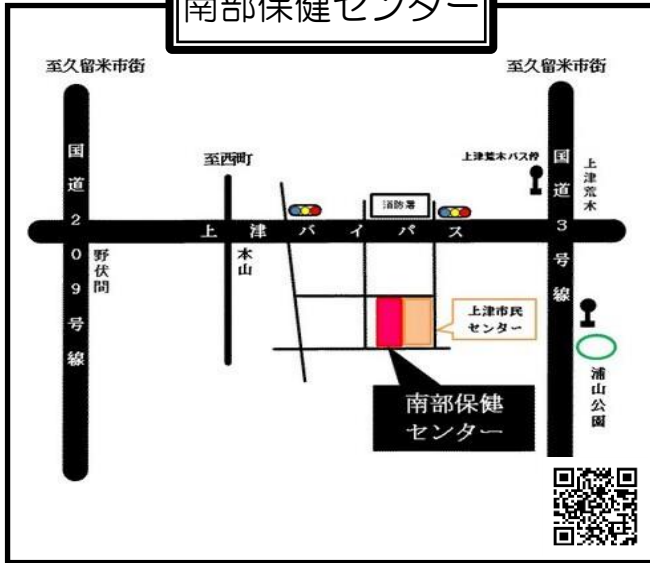 南部保健センター
至久留米市街
至久留米市街
至西町
上津荒木バス停
上津荒木
国道209号線
国道3号線
消防署
上津バイパス
野伏間
本山
上津市民
センター
浦山公園
南部保健
センター